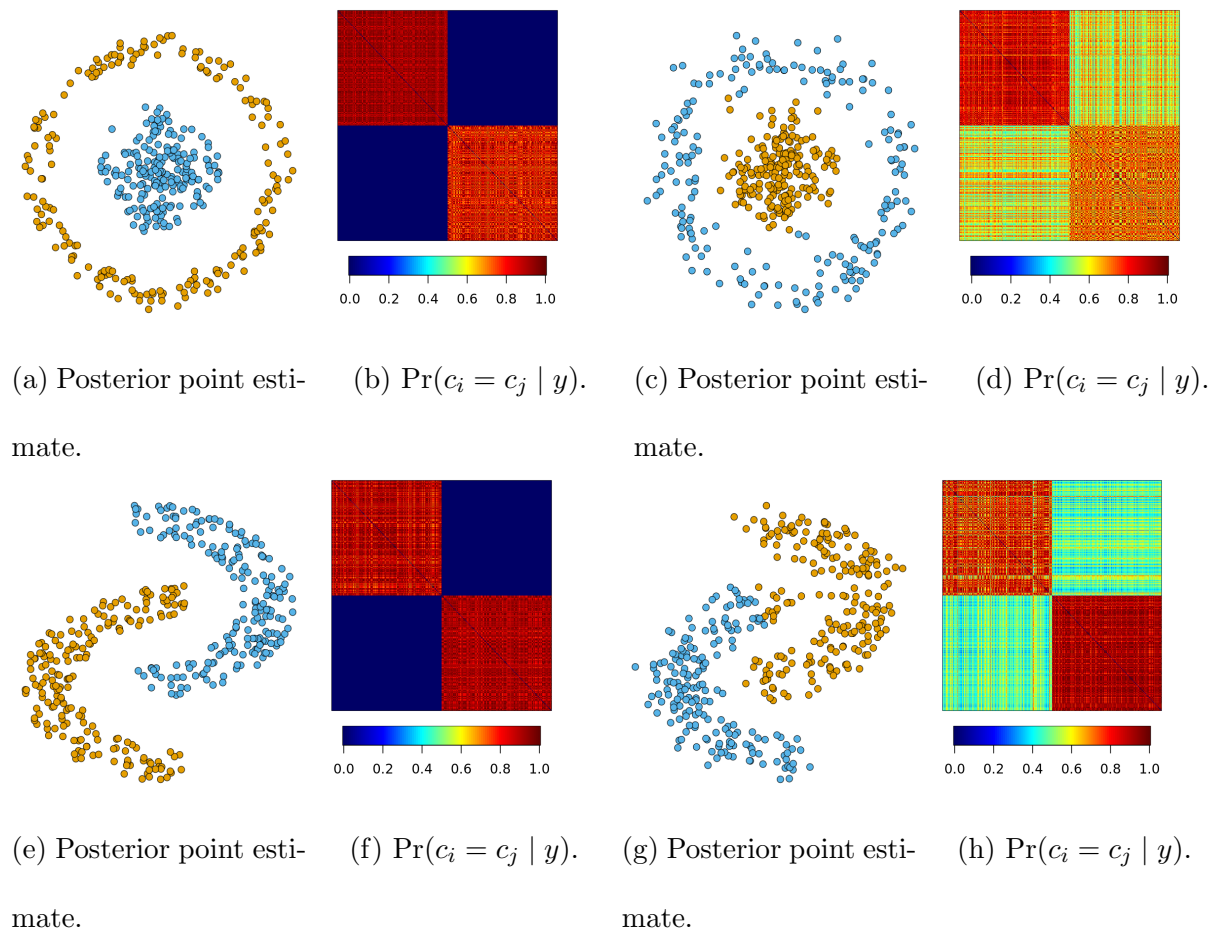 0.0 0.2 0.4 0.6 0.8 1.0
0.0 0.2 0.4 0.6 0.8 1.0
(a) Posterior point esti-
mate.
(b) Pr(c_i = c_j | y).
(c) Posterior point esti-
mate.
(d) Pr(c_i = c_j | y).
0.0 0.2 0.4 0.6 0.8 1.0
0.0 0.2 0.4 0.6 0.8 1.0
(e) Posterior point esti-
mate.
(f) Pr(c_i = c_j | y).
(g) Posterior point esti-
mate.
(h) Pr(c_i = c_j | y).